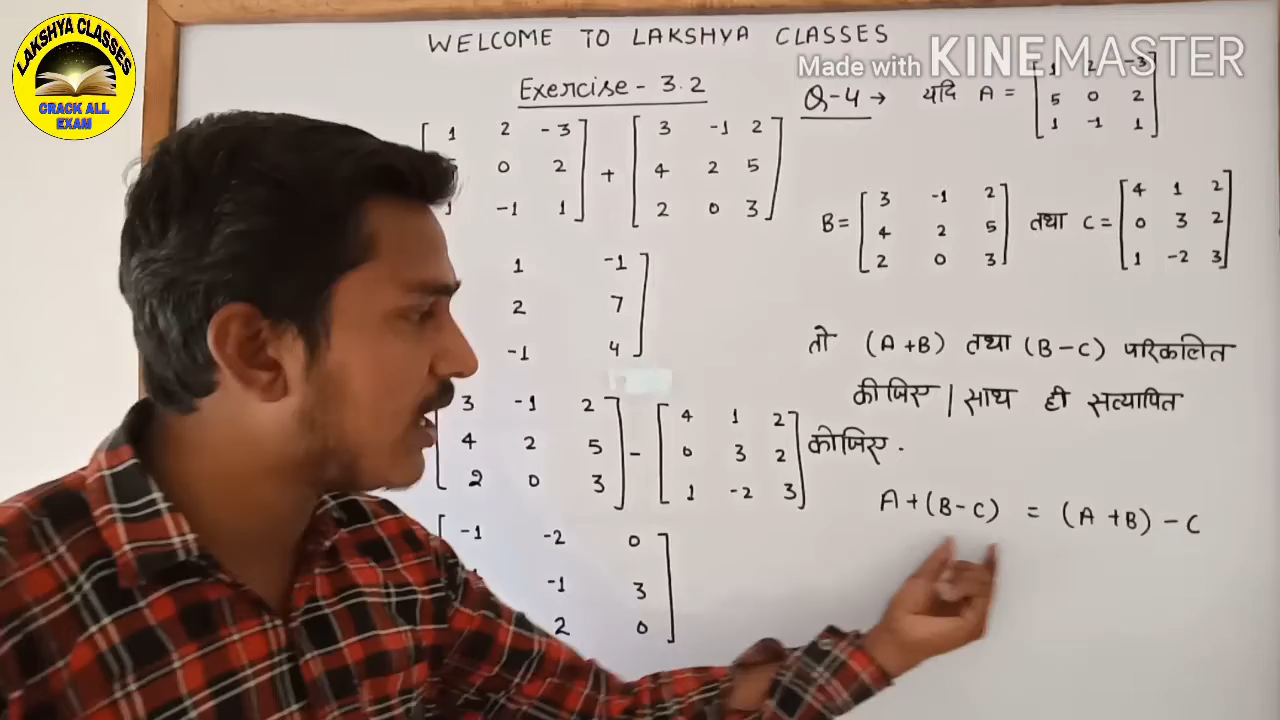 LAKSHYA CLASSES
CRACK ALL
EXAM
WELCOME TO LAKSHYA CLASSES
Made with KINEMASTER
Exercise - 3.2
1 2 -3
0 2
1 -1 1
+
3 -1 2
4 2 5
2 0 3
1 -1
2 7
-1 4
3 -1 2
4 2 5
2 0 3
-
4 1 2
0 3 2
1 -2 3
-1 -2 0
-1 3
2 0
Q-4 → यदि A =
1 2 -3
5 0 2
1 -1 1
B =
3 -1 2
4 2 5
2 0 3
तथा C =
4 1 2
0 3 2
1 -2 3
तो (A+B) तथा (B-C) परिकलित
कीजिए | साथ ही सत्यापित
कीजिए.
A+(B-C) = (A+B)-C